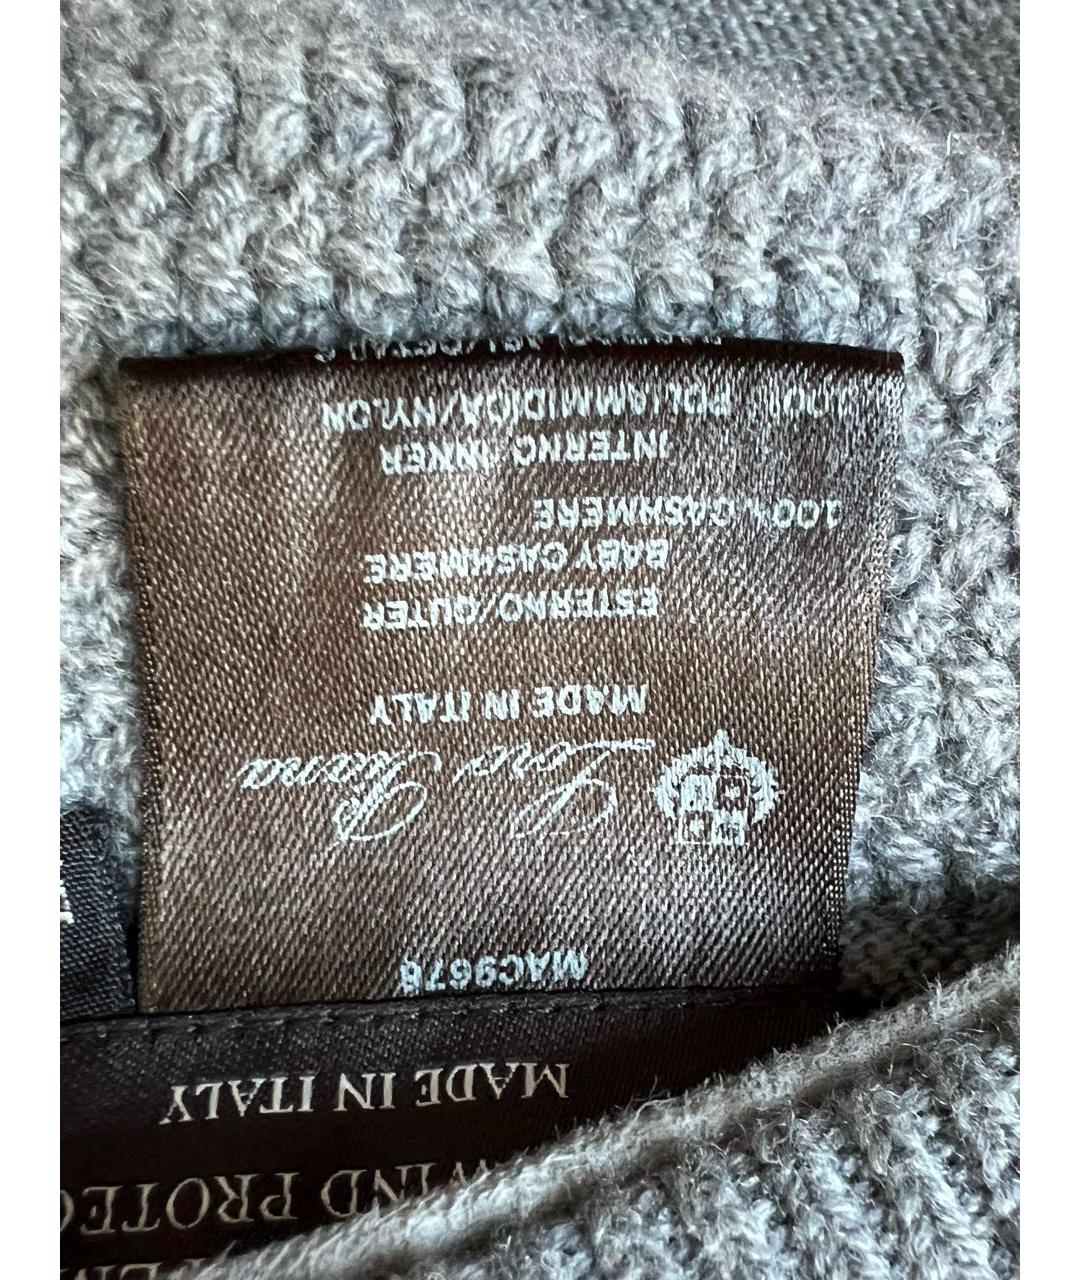 MAC9678
Loro Piana
MADE IN ITALY
ESTERNO/OUTER
BABY CASHMERE
100% CASHMERE
INTERNO/INNER
100% POLIAMMIDICA/NYLON
WIND PROTEC
MADE IN ITALY